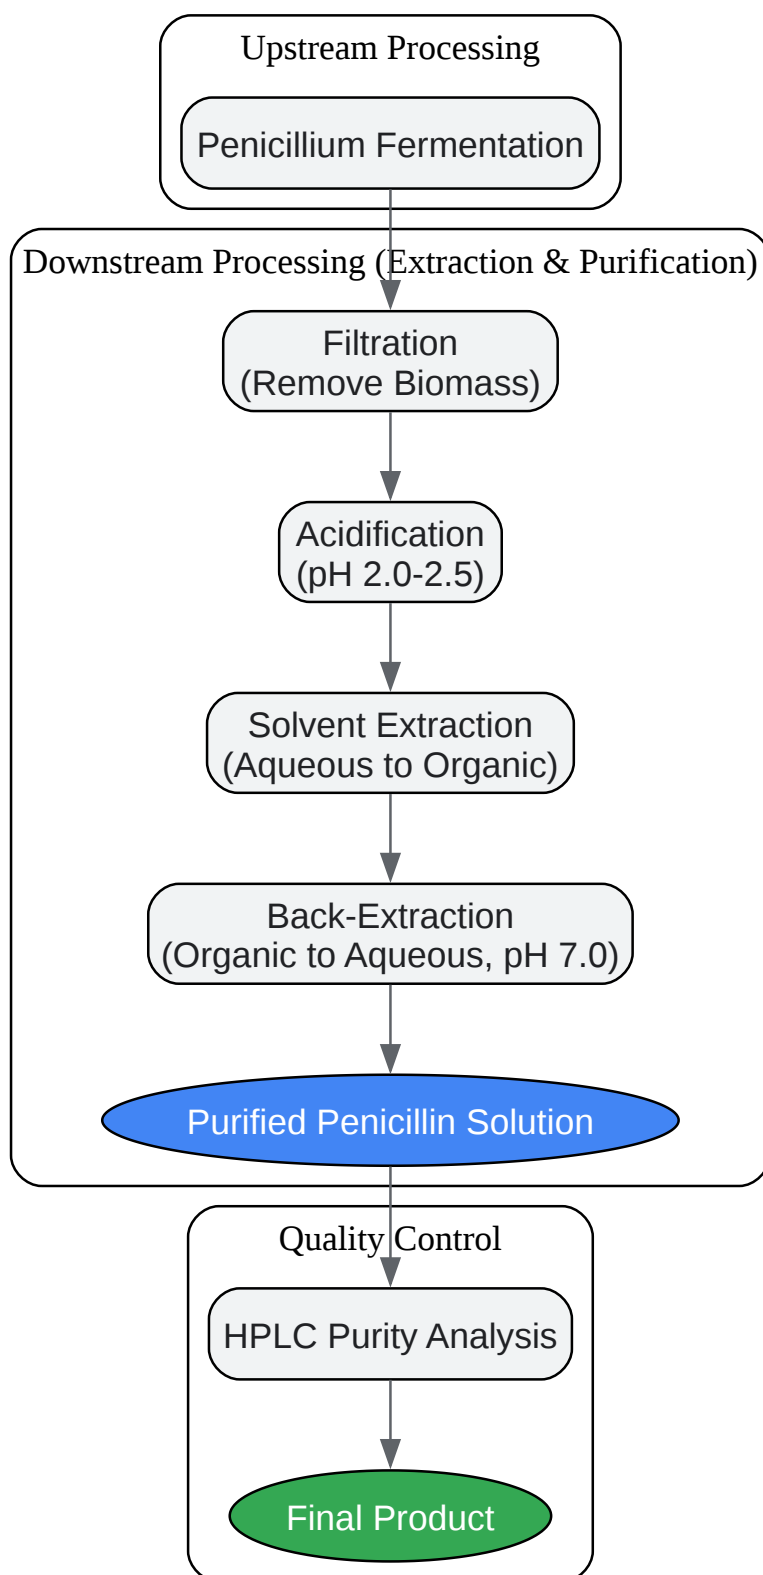 Upstream Processing
Penicillium Fermentation
Downstream Processing (Extraction & Purification)
Filtration
(Remove Biomass)
Acidification
(pH 2.0-2.5)
Solvent Extraction
(Aqueous to Organic)
Back-Extraction
(Organic to Aqueous, pH 7.0)
Purified Penicillin Solution
Quality Control
HPLC Purity Analysis
Final Product